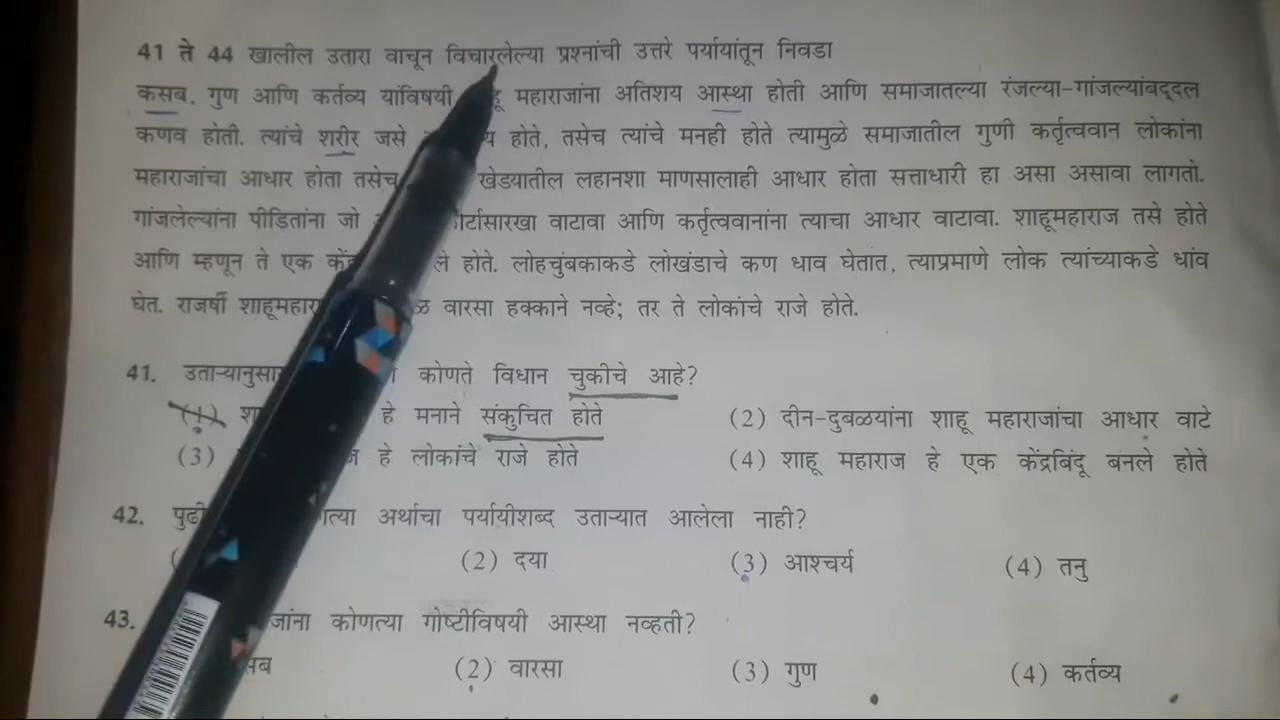 41 ते 44 खालील उतारा वाचून विचारलेल्या प्रश्नांची उत्तरे पर्यायांतून निवडा
कसब, गुण आणि कर्तव्य यांविषयी महाराजांना अतिशय आस्था होती आणि समाजातल्या रंजल्या-गांजल्यांबद्दल
कणव होती. त्यांचे शरीर जसे होते, तसेच त्यांचे मनही होते त्यामुळे समाजातील गुणी कर्तृत्ववान लोकांना
महाराजांचा आधार होता तसेच खेड्यातील लहानशा माणसालाही आधार होता सत्ताधारी हा असा असावा लागतो.
गांजलेल्यांना पीडितांना जो वाटावा आणि कर्तृत्ववानांना त्याचा आधार वाटावा. शाहूमहाराज तसे होते
आणि म्हणून ते एक होते. लोहचुंबकाकडे लोखंडाचे कण धाव घेतात, त्याप्रमाणे लोक त्यांच्याकडे धांव
घेत. राजर्षी वारसा हक्काने नव्हे; तर ते लोकांचे राजे होते.
41. कोणते विधान चुकीचे आहे?
(1) हे मनाने संकुचित होते (2) दीन-दुबळयांना शाहू महाराजांचा आधार वाटे
(3) हे लोकांचे राजे होते (4) शाहू महाराज हे एक केंद्रबिंदू बनले होते
42. अर्थाचा पर्यायीशब्द उताऱ्यात आलेला नाही?
(2) दया (3) आश्चर्य (4) तनु
43. कोणत्या गोष्टीविषयी आस्था नव्हती?
(2) वारसा (3) गुण (4) कर्तव्य